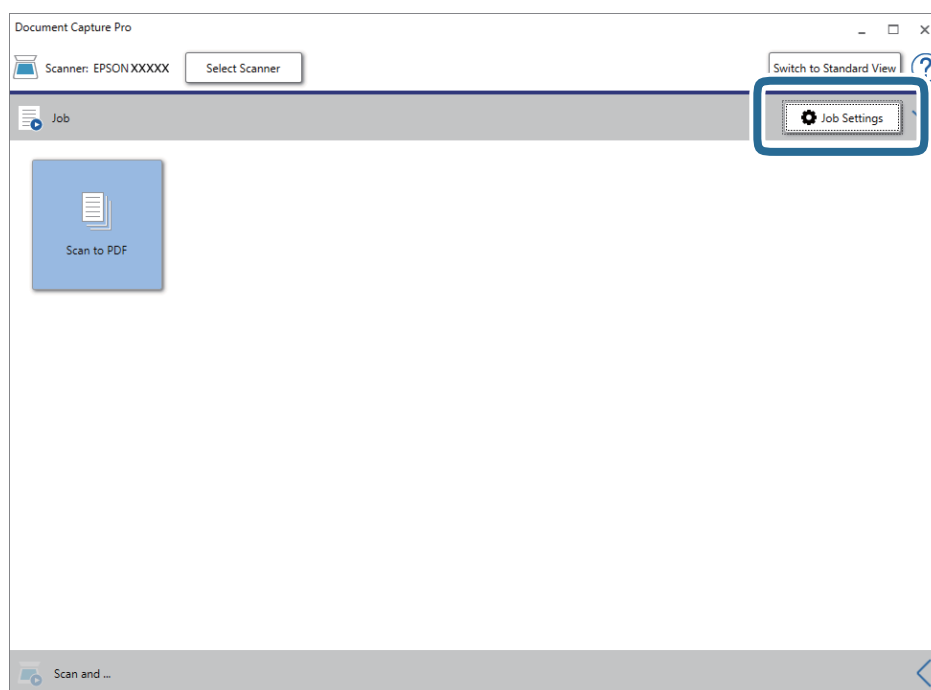 Document Capture Pro
Scanner: EPSON XXXXX Select Scanner Switch to Standard View ?
Job Job Settings
Scan to PDF
Scan and ...